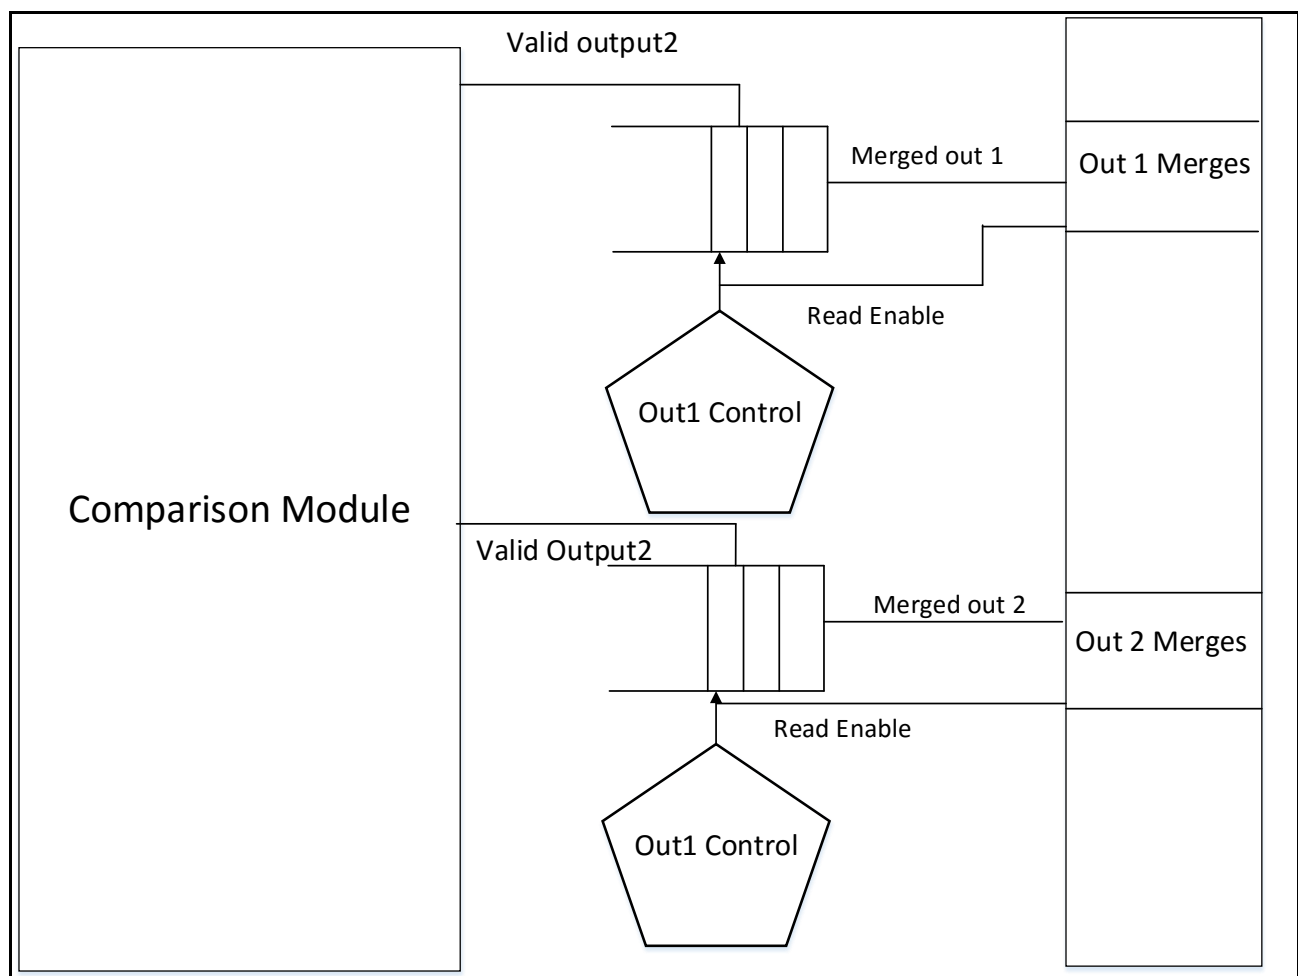 Valid output2
Merged out 1
Out 1 Merges
Read Enable
Out1 Control
Comparison Module
Valid Output2
Merged out 2
Out 2 Merges
Read Enable
Out1 Control